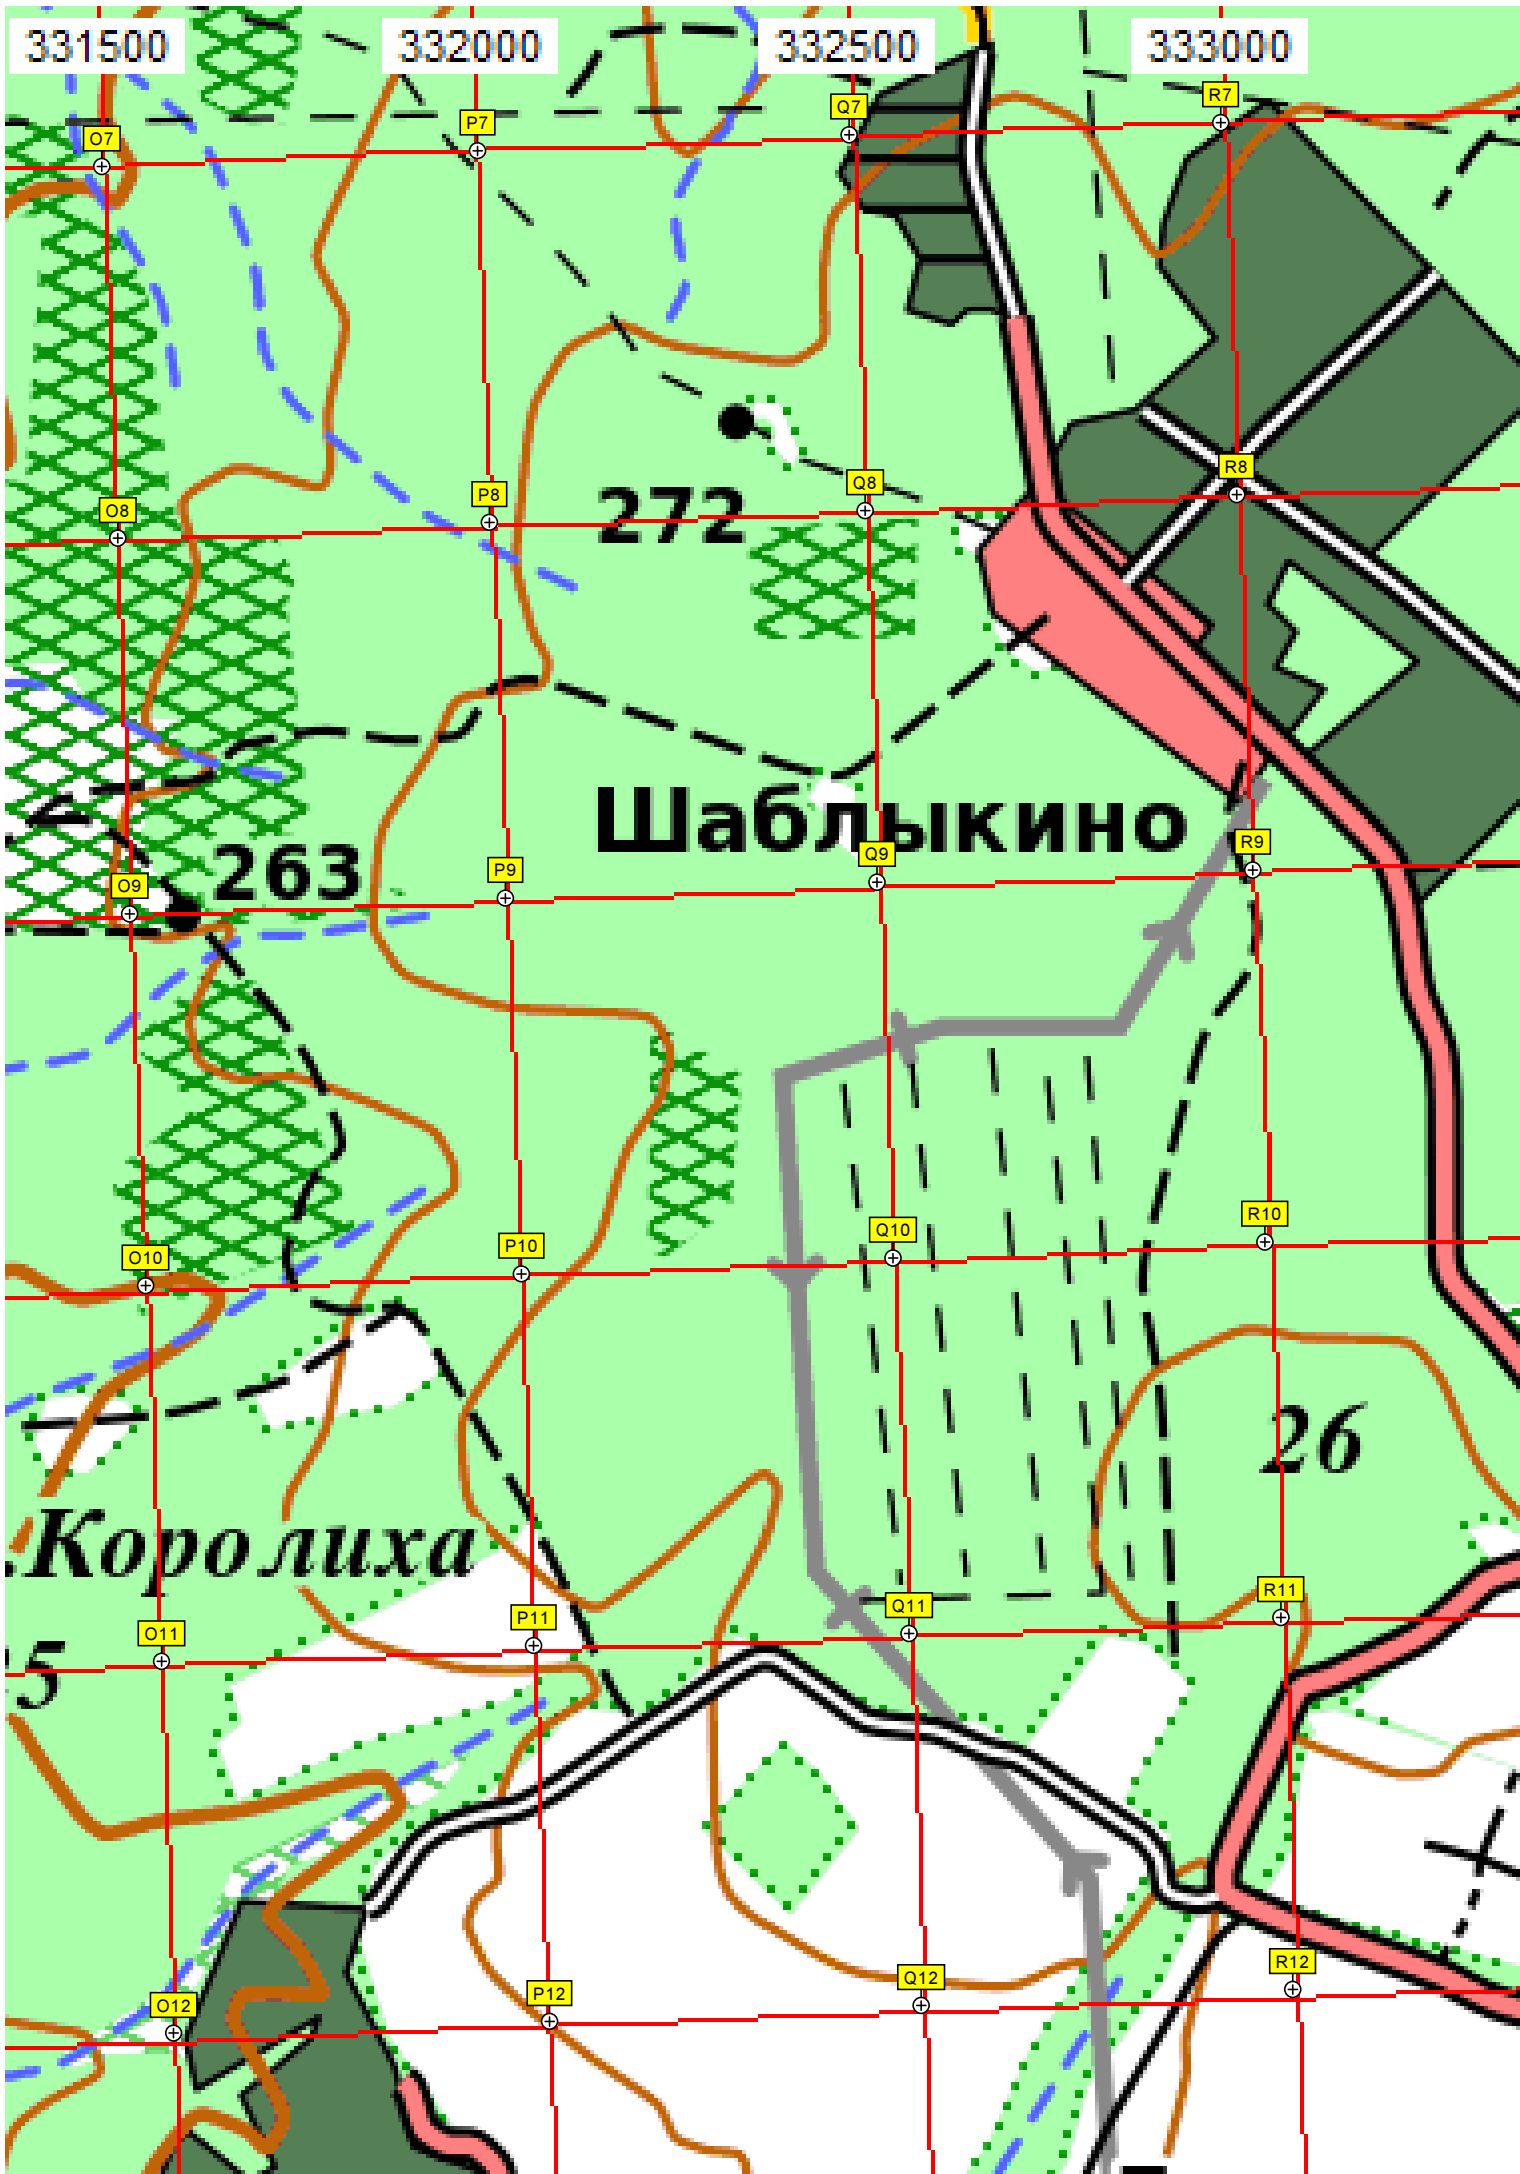 331500 332000 332500 333000
O7 P7 Q7 R7
O8 P8 Q8 R8
272
Шаблыкино
263
O9 P9 Q9 R9
O10 P10 Q10 R10
26
.Королиха
O11 P11 Q11 R11
5
O12 P12 Q12 R12